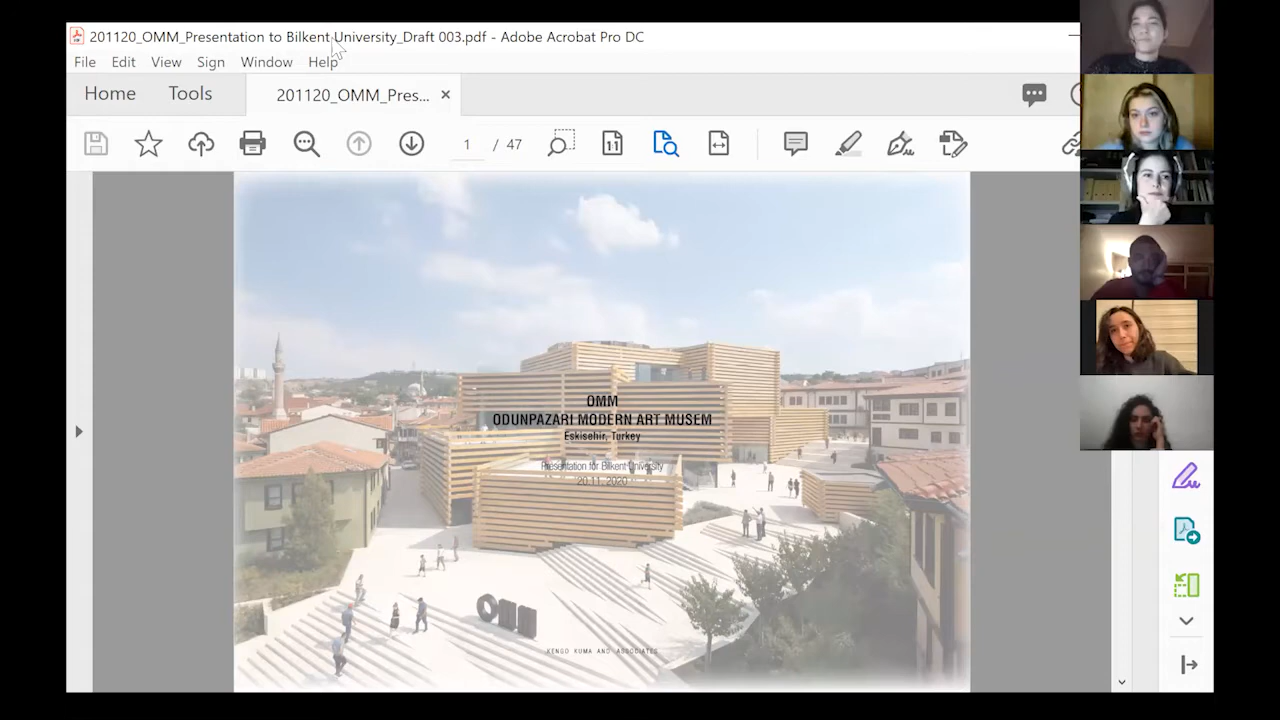 201120_OMM_Presentation to Bilkent University_Draft 003.pdf - Adobe Acrobat Pro DC
File Edit View Sign Window Help
Home Tools 201120_OMM_Pres... ×
1 / 47
OMM
ODUNPAZARI MODERN ART MUSEM
Eskisehir, Turkey
Presentation for Bilkent University
20.11.2020
Omm
KENGO KUMA AND ASSOCIATES